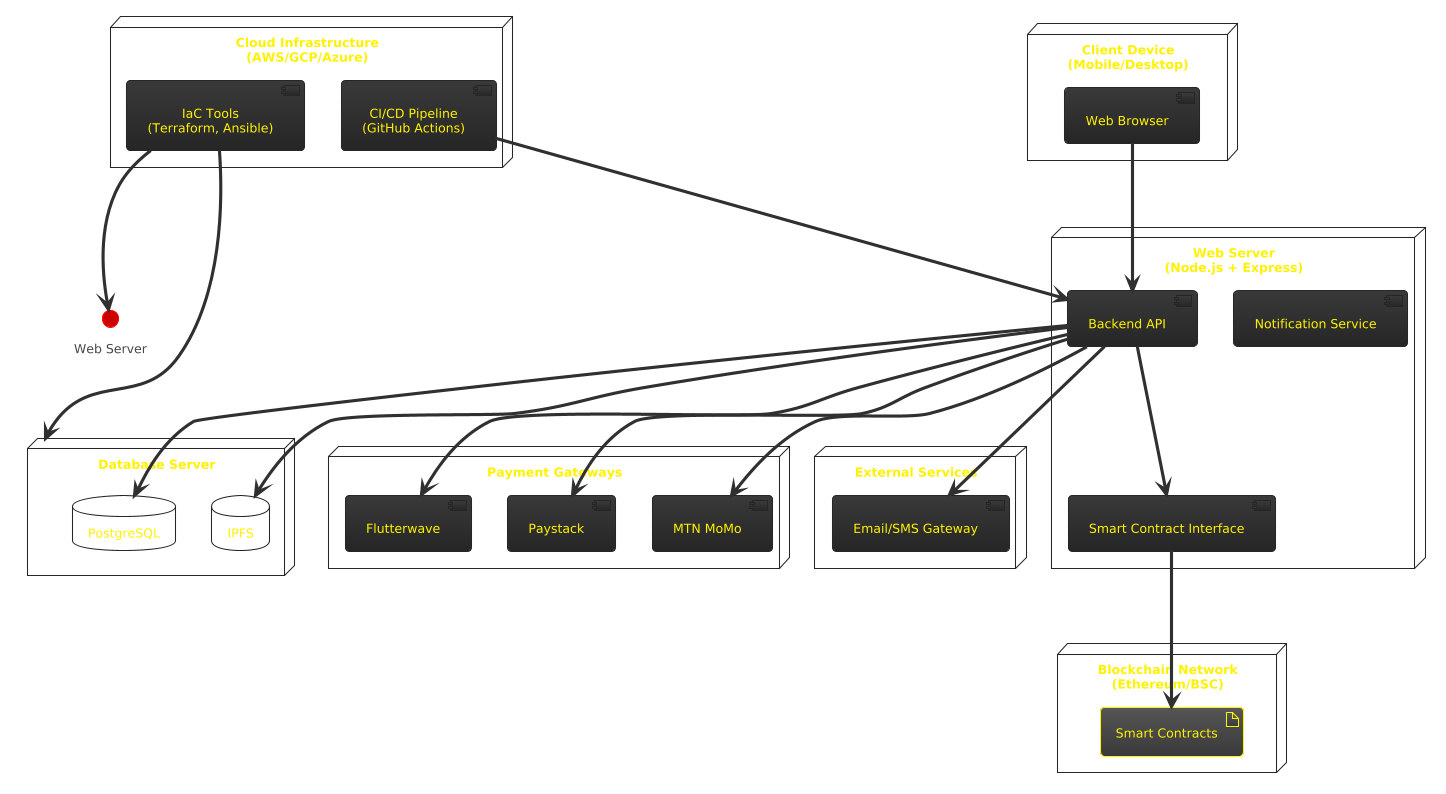 Cloud Infrastructure
(AWS/GCP/Azure)
IaC Tools
(Terraform, Ansible)
CI/CD Pipeline
(GitHub Actions)
Client Device
(Mobile/Desktop)
Web Browser
Web Server
(Node.js + Express)
Backend API
Notification Service
Web Server
Database Server
PostgreSQL
IPFS
Payment Gateways
Flutterwave
Paystack
MTN MoMo
External Services
Email/SMS Gateway
Smart Contract Interface
Blockchain Network
(Ethereum/BSC)
Smart Contracts